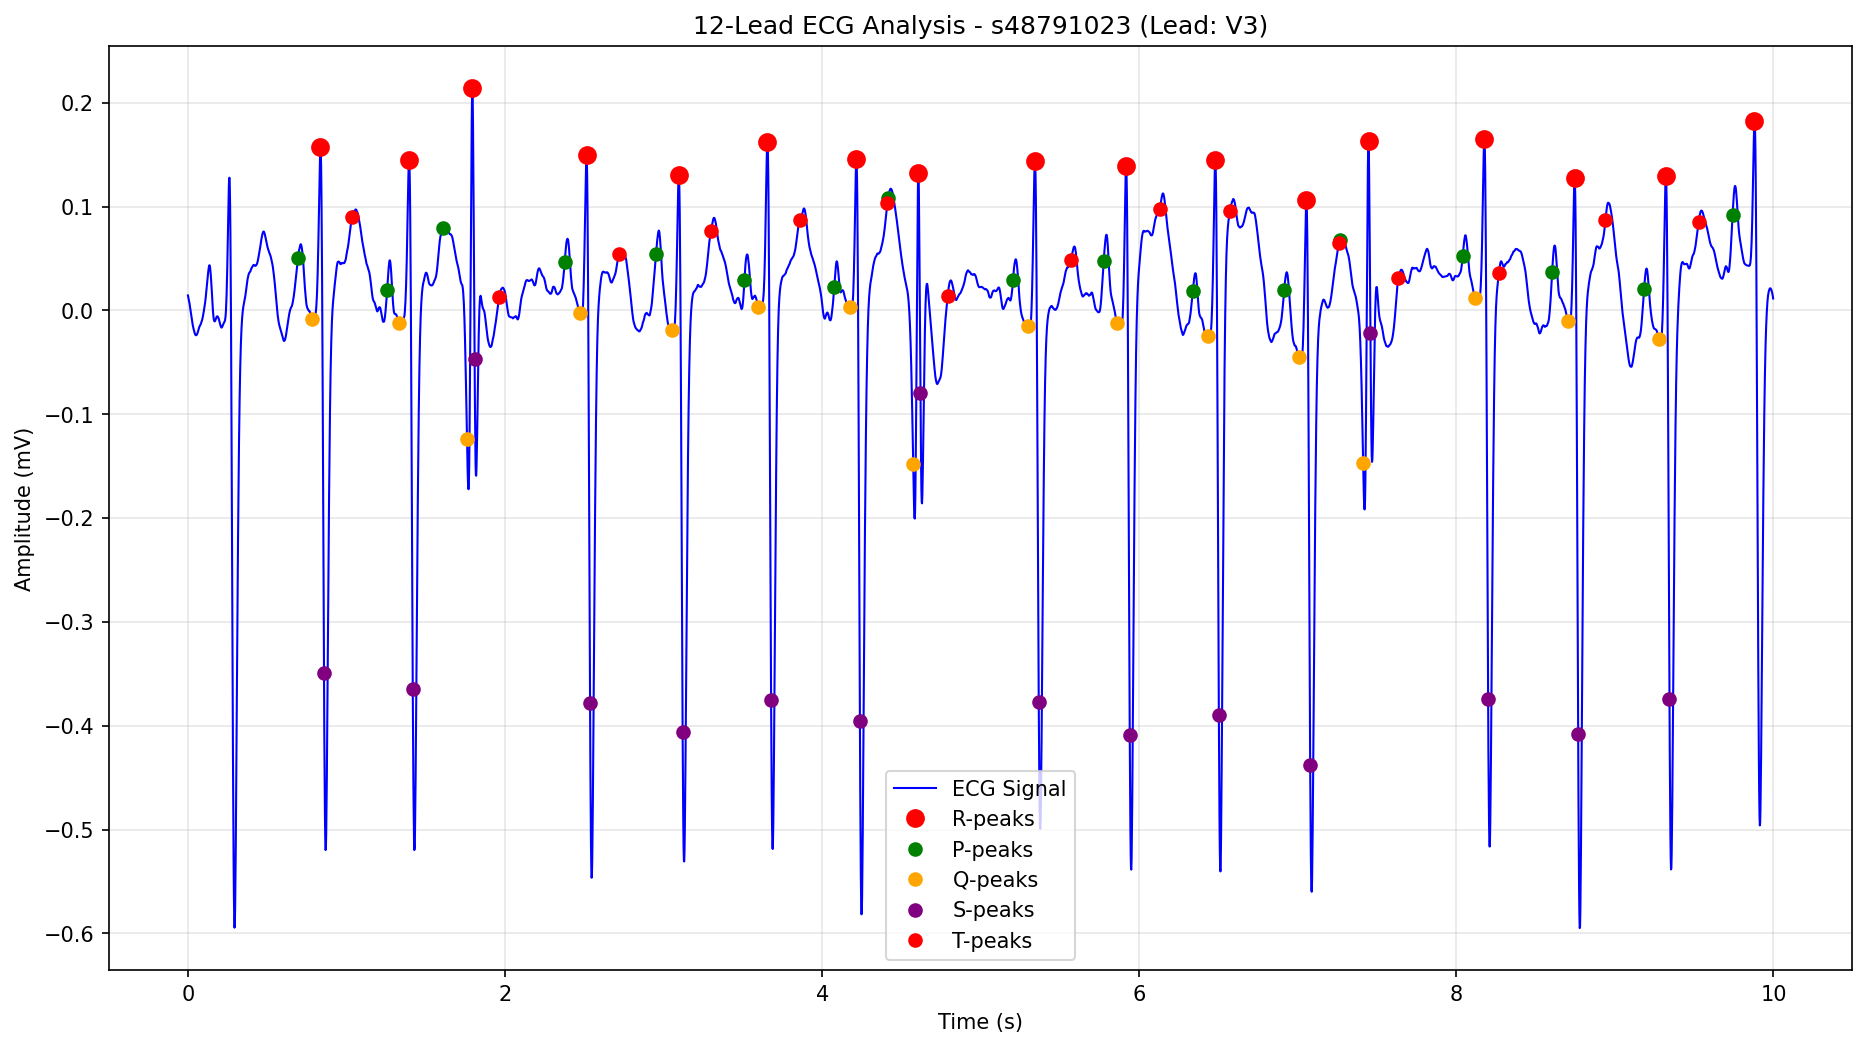 12-Lead ECG Analysis - s48791023 (Lead: V3)
Amplitude (mV)
0.2
0.1
0.0
−0.1
−0.2
−0.3
−0.4
−0.5
−0.6
ECG Signal
R-peaks
P-peaks
Q-peaks
S-peaks
T-peaks
0 2 4 6 8 10
Time (s)